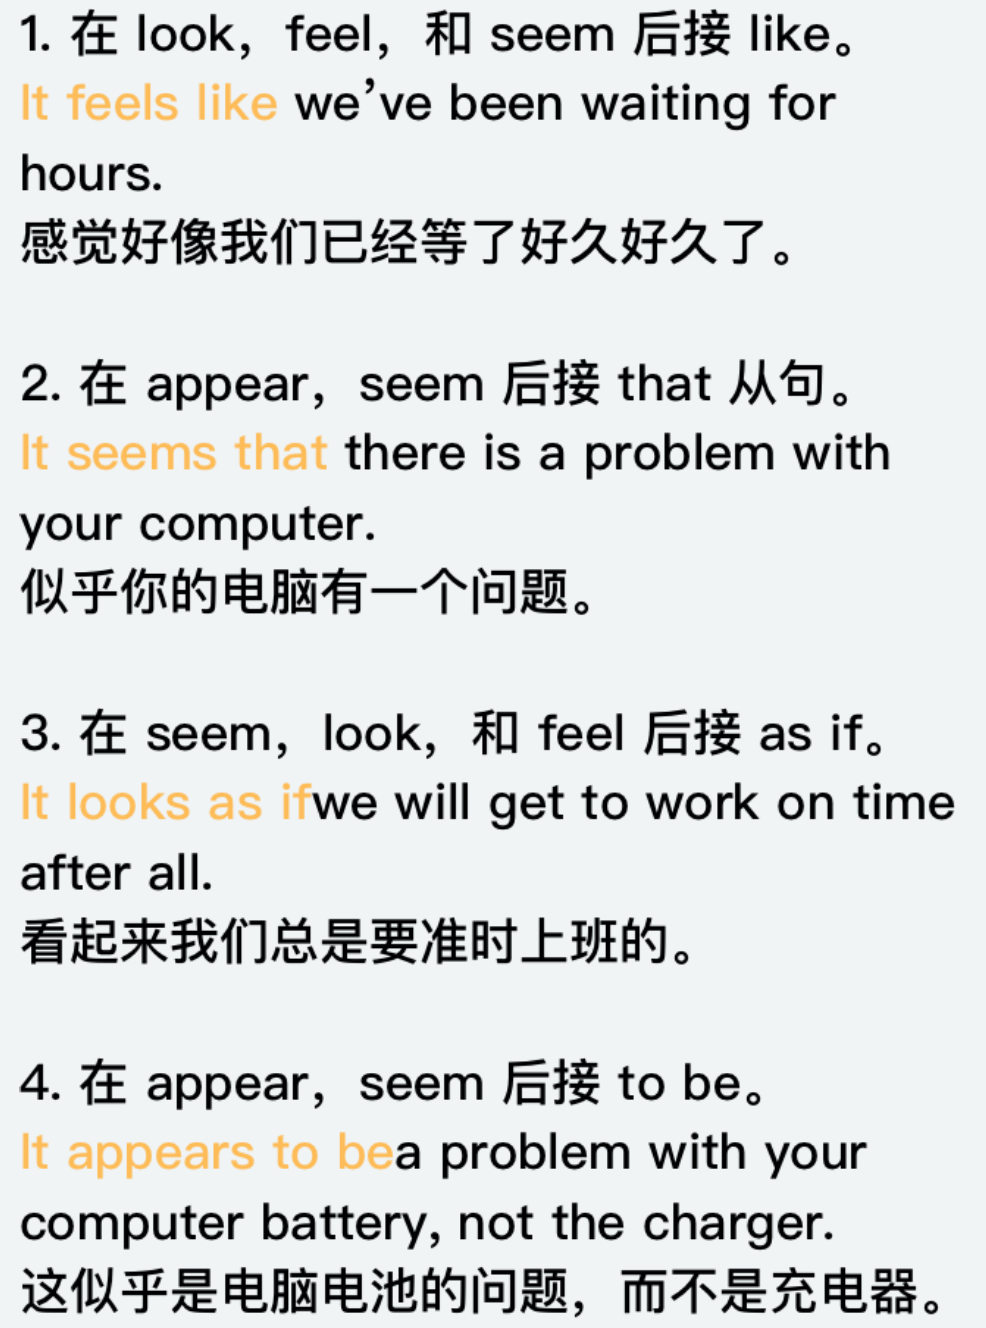 1. 在 look，feel，和 seem 后接 like。
It feels like we’ve been waiting for
hours.
感觉好像我们已经等了好久好久了。
2. 在 appear，seem 后接 that 从句。
It seems that there is a problem with
your computer.
似乎你的电脑有一个问题。
3. 在 seem，look，和 feel 后接 as if。
It looks as ifwe will get to work on time
after all.
看起来我们总是要准时上班的。
4. 在 appear，seem 后接 to be。
It appears to bea problem with your
computer battery, not the charger.
这似乎是电脑电池的问题，而不是充电器。